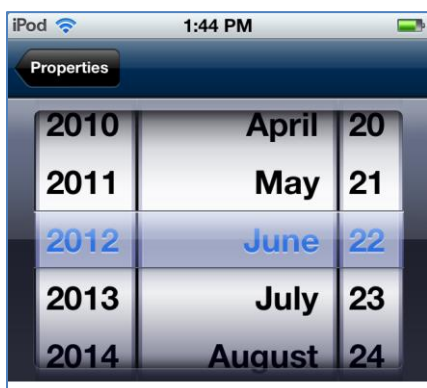 iPod 1:44 PM
Properties
2010 April 20
2011 May 21
2012 June 22
2013 July 23
2014 August 24